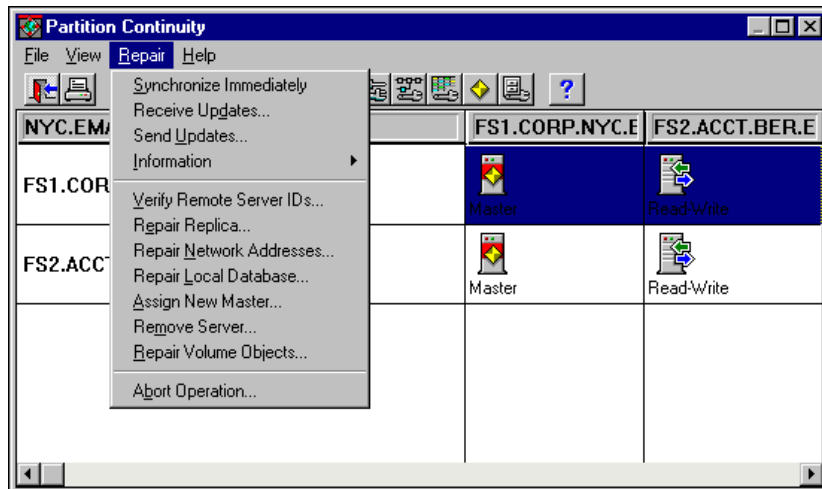 Partition Continuity
File View Repair Help
?
NYC.EM
FS1.CORP.NYC.E
FS2.ACCT.BER.E
Synchronize Immediately
Receive Updates...
Send Updates...
Information
Verify Remote Server IDs...
Repair Replica...
Repair Network Addresses...
Repair Local Database...
Assign New Master...
Remove Server...
Repair Volume Objects...
Abort Operation...
FS1.COR
Master
Read-Write
FS2.ACC
Master
Read-Write